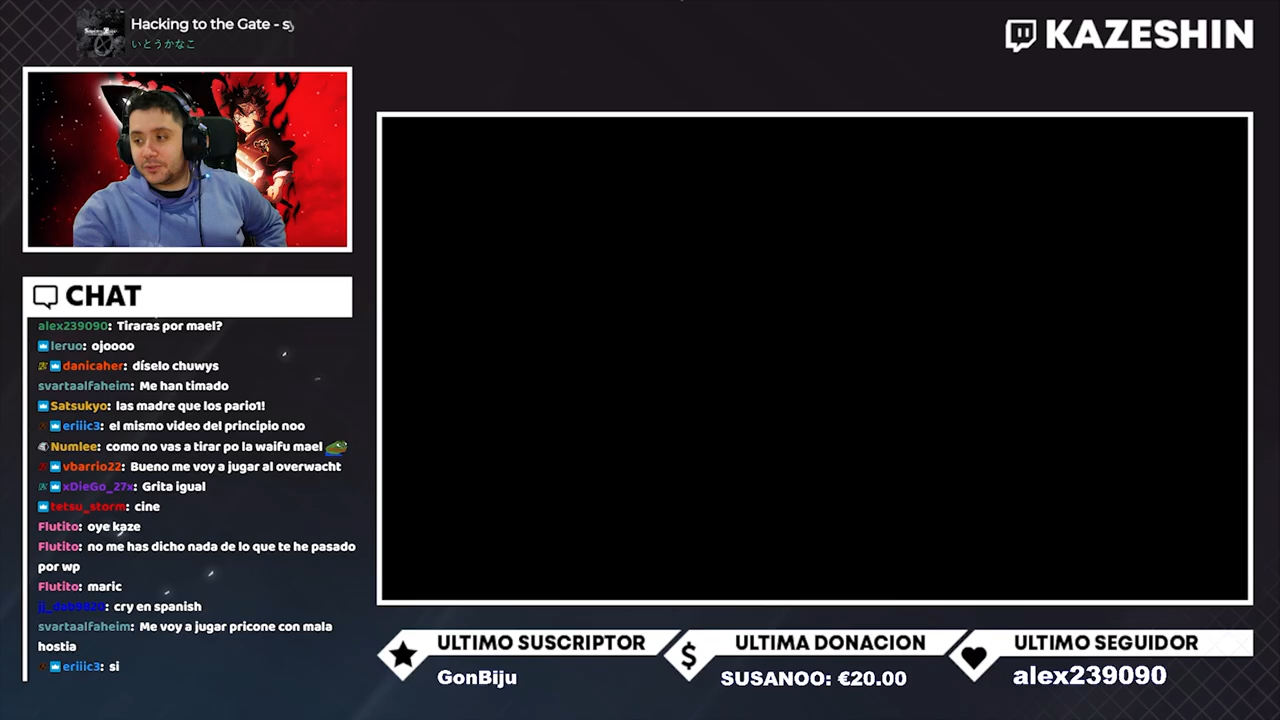 Hacking to the Gate - sy
いとうかなこ
KAZESHIN
CHAT
alex239090: Tiraras por mael?
leruo: ojoooo
danicaher: díselo chuwys
svartaalfaheim: Me han timado
Satsukyo: las madre que los pario1!
eriiic3: el mismo video del principio noo
Numlee: como no vas a tirar po la waifu mael
vbarrio22: Bueno me voy a jugar al overwacht
xDieGo_27x: Grita igual
tetsu_storm: cine
Flutito: oye kaze
Flutito: no me has dicho nada de lo que te he pasado
por wp
Flutito: maric
jj_dab9820: cry en spanish
svartaalfaheim: Me voy a jugar pricone con mala
hostia
eriiic3: si
ULTIMO SUSCRIPTOR
GonBiju
ULTIMA DONACION
SUSANOO: €20.00
ULTIMO SEGUIDOR
alex239090